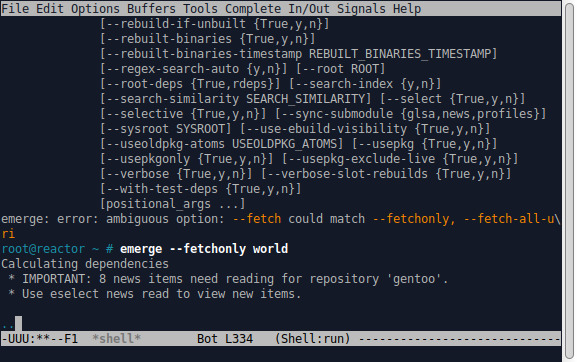 File Edit Options Buffers Tools Complete In/Out Signals Help
[--rebuild-if-unbuilt {True,y,n}]
[--rebuilt-binaries {True,y,n}]
[--rebuilt-binaries-timestamp REBUILT_BINARIES_TIMESTAMP]
[--regex-search-auto {y,n}] [--root ROOT]
[--root-deps {True,rdeps}] [--search-index {y,n}]
[--search-similarity SEARCH_SIMILARITY] [--select {True,y,n}]
[--selective {True,y,n}] [--sync-submodule {glsa,news,profiles}]
[--sysroot SYSROOT] [--use-ebuild-visibility {True,y,n}]
[--useoldpkg-atoms USEOLDPKG_ATOMS] [--usepkg {True,y,n}]
[--usepkgonly {True,y,n}] [--usepkg-exclude-live {True,y,n}]
[--verbose {True,y,n}] [--verbose-slot-rebuilds {True,y,n}]
[--with-test-deps {True,y,n}]
[positional_args ...]
emerge: error: ambiguous option: --fetch could match --fetchonly, --fetch-all-u\
ri
root@reactor ~ # emerge --fetchonly world
Calculating dependencies
* IMPORTANT: 8 news items need reading for repository 'gentoo'.
* Use eselect news read to view new items.
..
-UUU:**--F1  *shell*        Bot L334   (Shell:run) ----------------------------